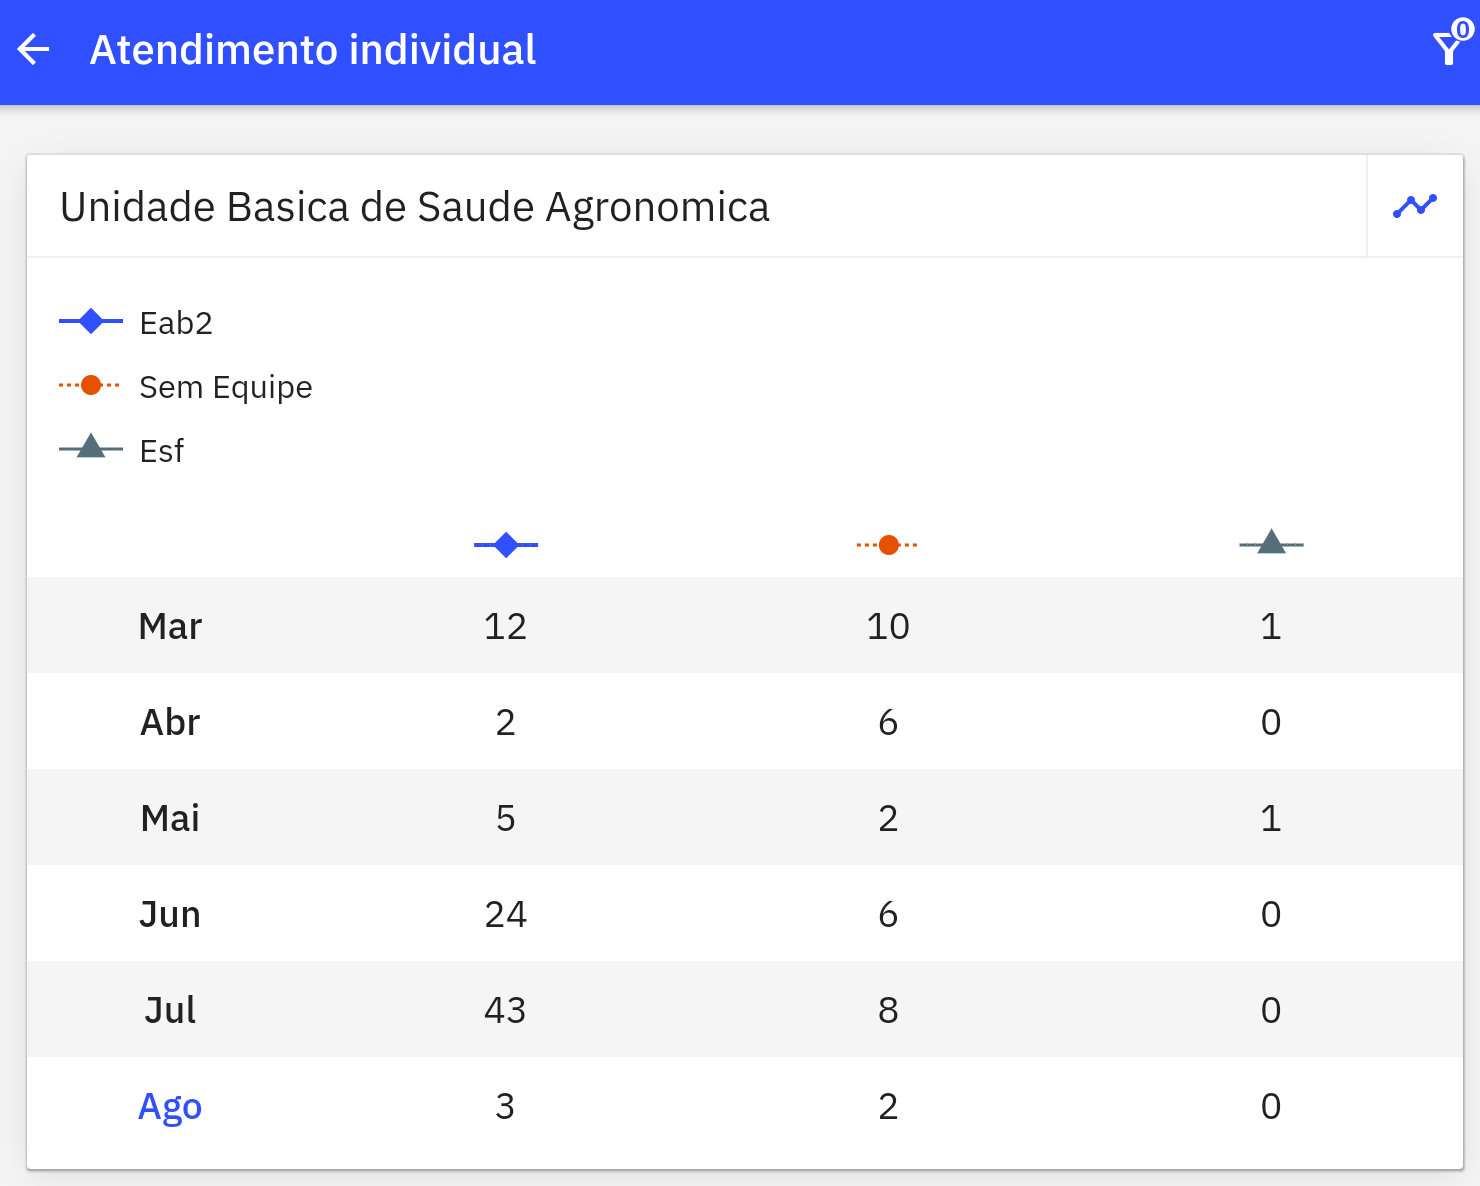 Atendimento individual
0
Unidade Basica de Saude Agronomica
Eab2
Sem Equipe
Esf
Mar 12 10 1
Abr 2 6 0
Mai 5 2 1
Jun 24 6 0
Jul 43 8 0
Ago 3 2 0